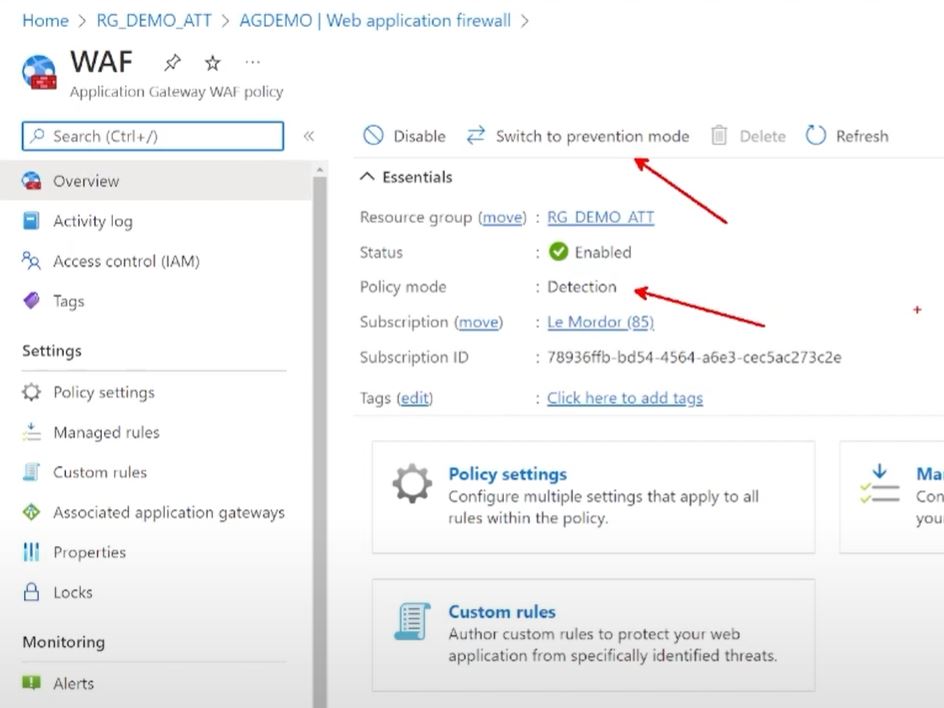 Home > RG_DEMO_ATT > AGDEMO | Web application firewall >
WAF
Application Gateway WAF policy
Search (Ctrl+/)
Disable Switch to prevention mode Delete Refresh
Overview
Activity log
Access control (IAM)
Tags
Settings
Policy settings
Managed rules
Custom rules
Associated application gateways
Properties
Locks
Monitoring
Alerts
Essentials
Resource group (move) : RG_DEMO_ATT
Status : Enabled
Policy mode : Detection
Subscription (move) : Le Mordor (85)
Subscription ID : 78936ffb-bd54-4564-a6e3-cec5ac273c2e
Tags (edit) : Click here to add tags
Policy settings
Configure multiple settings that apply to all
rules within the policy.
Custom rules
Author custom rules to protect your web
application from specifically identified threats.
Ma
Con
you